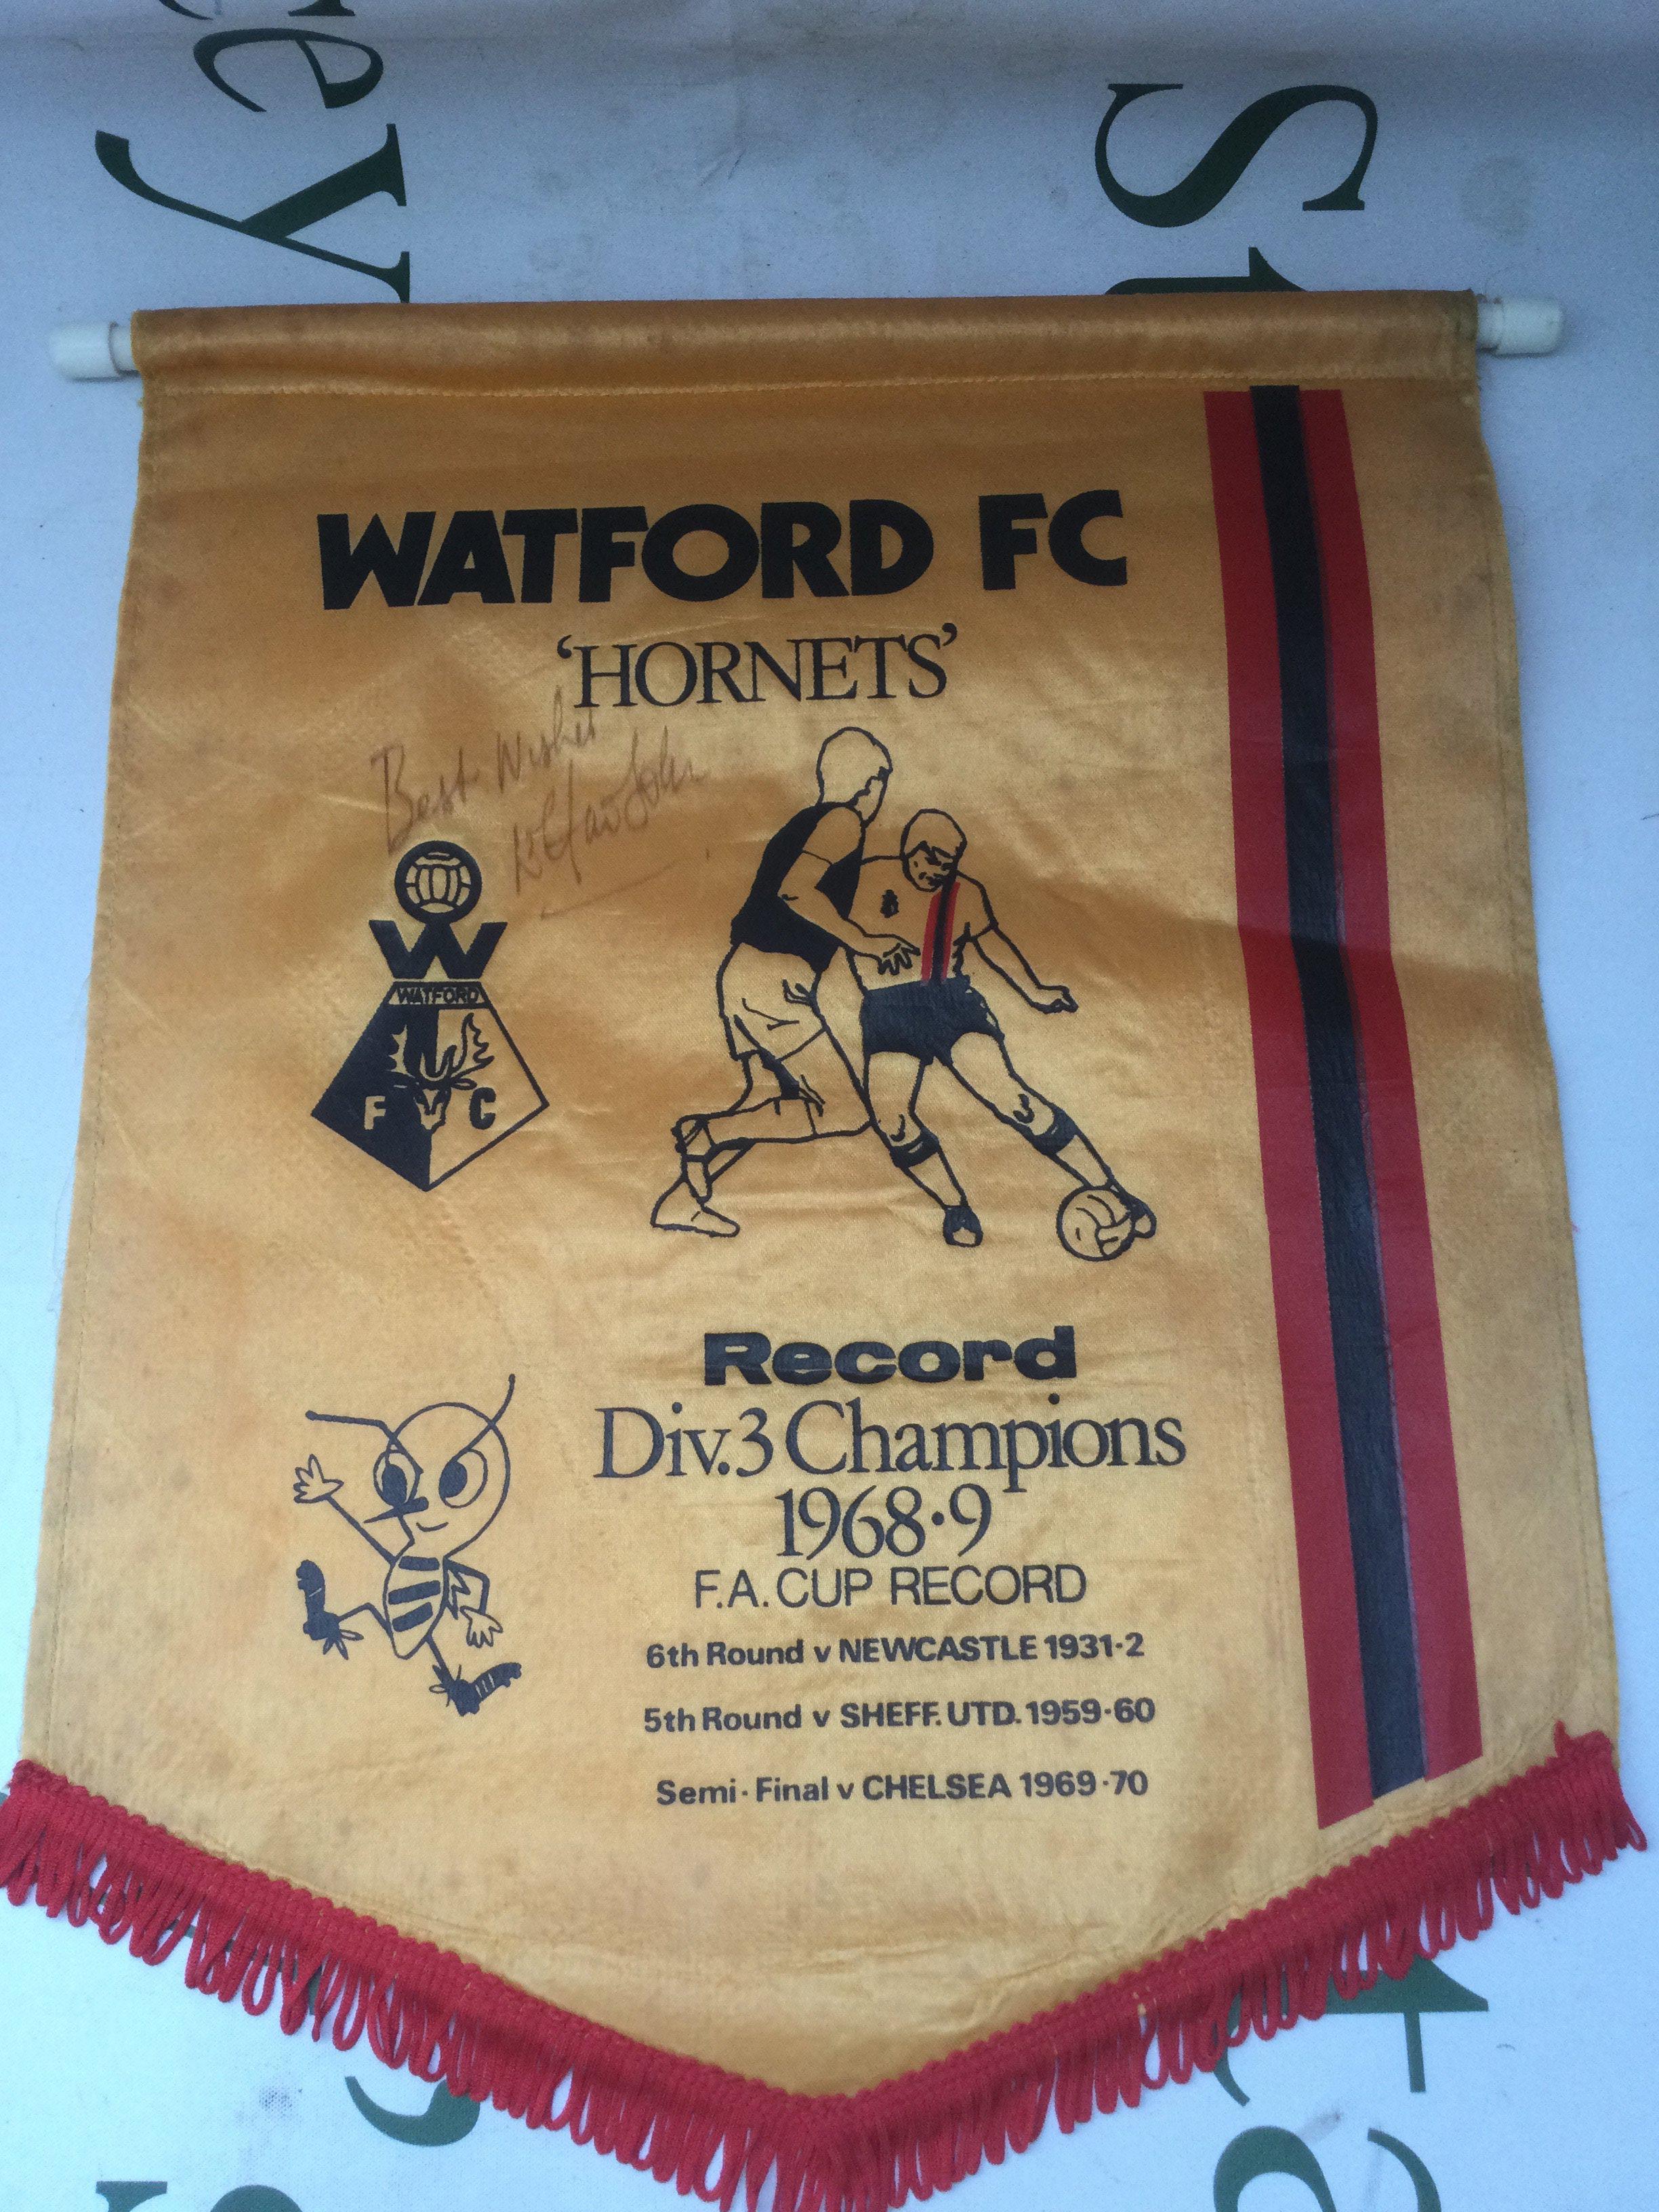 WATFORD FC
'HORNETS'
Best Wishes
W
WATFORD
F C
Record
Div.3 Champions
1968·9
F.A. CUP RECORD
6th Round v NEWCASTLE 1931·2
5th Round v SHEFF. UTD. 1959·60
Semi·Final v CHELSEA 1969·70